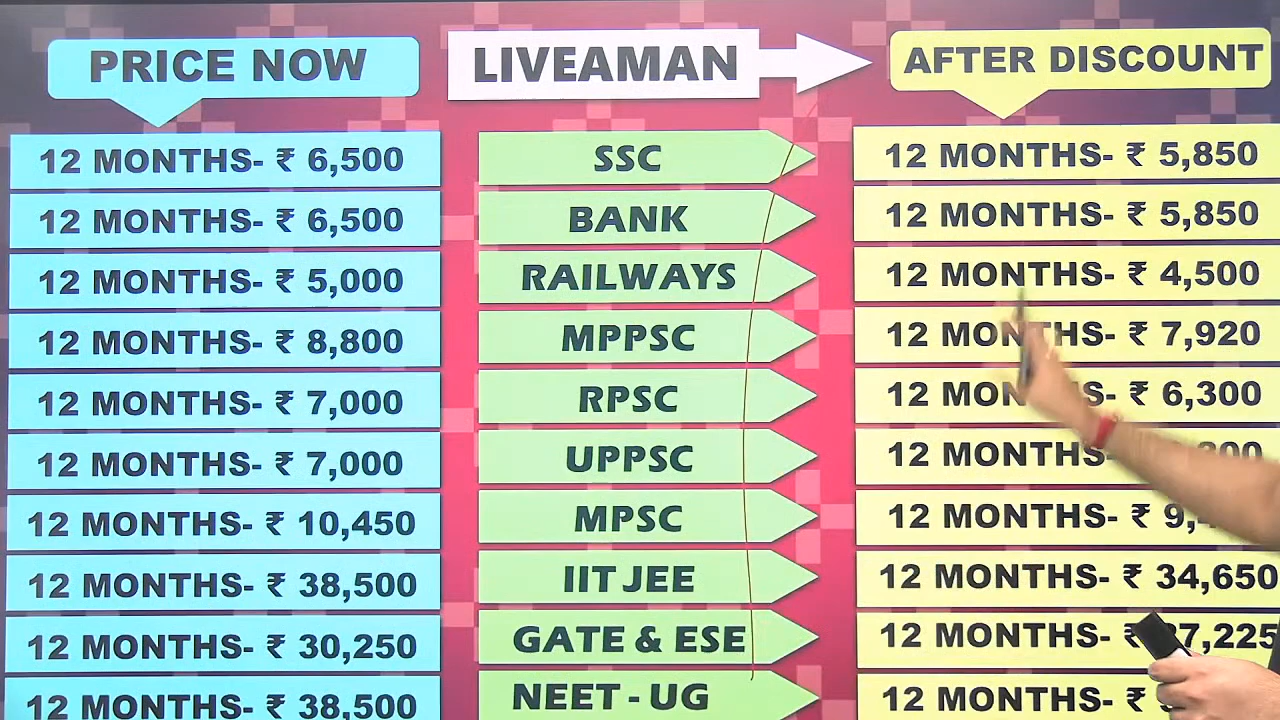 PRICE NOW LIVEAMAN AFTER DISCOUNT
12 MONTHS- ₹ 6,500 SSC 12 MONTHS- ₹ 5,850
12 MONTHS- ₹ 6,500 BANK 12 MONTHS- ₹ 5,850
12 MONTHS- ₹ 5,000 RAILWAYS 12 MONTHS- ₹ 4,500
12 MONTHS- ₹ 8,800 MPPSC 12 MONTHS- ₹ 7,920
12 MONTHS- ₹ 7,000 RPSC 12 MONTHS- ₹ 6,300
12 MONTHS- ₹ 7,000 UPPSC 12 MONTHS-
12 MONTHS- ₹ 10,450 MPSC 12 MONTHS- ₹
12 MONTHS- ₹ 38,500 IIT JEE 12 MONTHS- ₹ 34,650
12 MONTHS- ₹ 30,250 GATE & ESE 12 MONTHS-
12 MONTHS- ₹ 38,500 NEET - UG 12 MONTHS- ₹